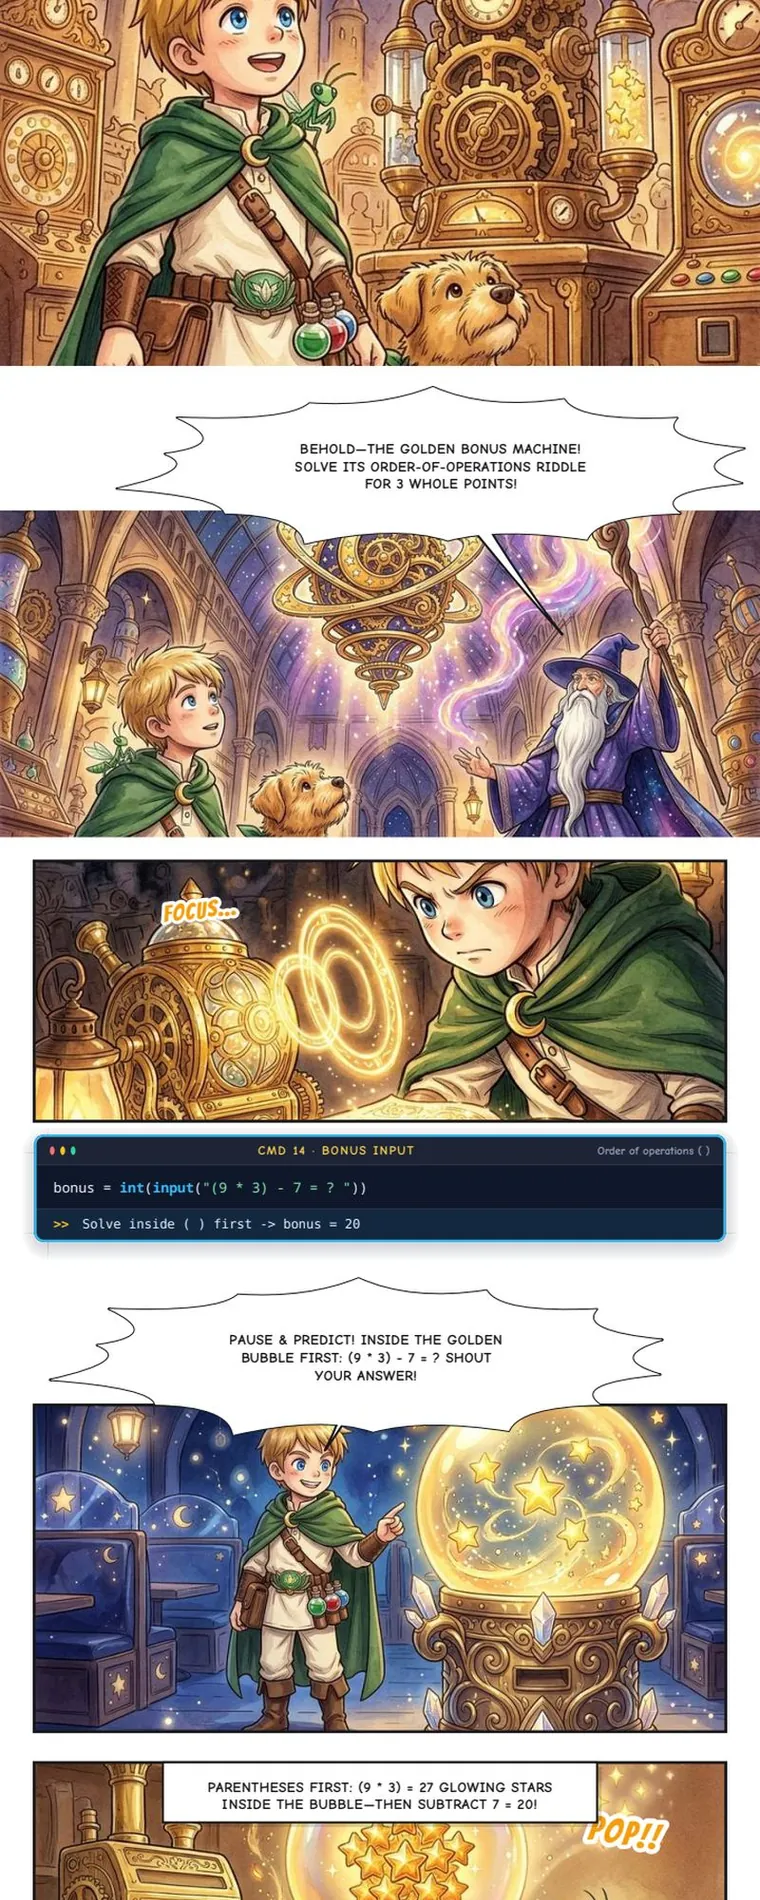 BEHOLD—THE GOLDEN BONUS MACHINE!
SOLVE ITS ORDER-OF-OPERATIONS RIDDLE
FOR 3 WHOLE POINTS!
FOCUS...
CMD 14 · BONUS INPUT
Order of operations ( )
bonus = int(input("(9 * 3) - 7 = ? "))
>> Solve inside ( ) first -> bonus = 20
PAUSE & PREDICT! INSIDE THE GOLDEN
BUBBLE FIRST: (9 * 3) - 7 = ? SHOUT
YOUR ANSWER!
PARENTHESES FIRST: (9 * 3) = 27 GLOWING STARS
INSIDE THE BUBBLE—THEN SUBTRACT 7 = 20!
POP!!